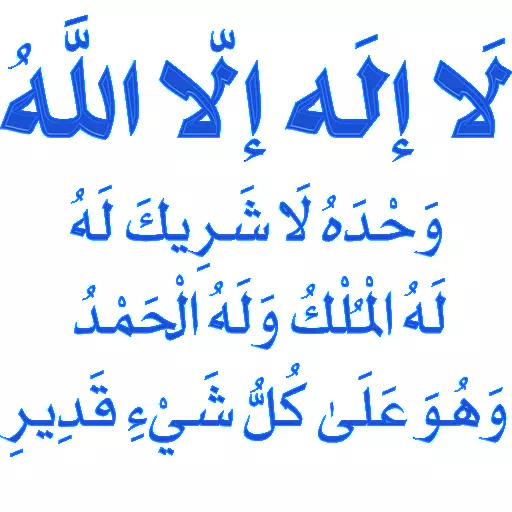 لَا إِلَه إِلّا اللَّهُ
وَحْدَهُ لَا شَرِيكَ لَهُ
لَهُ الْمُلْكُ وَلَهُ الَْحَمْدُ
وَهُوَ عَلَىٰ كُلُّ شَيْءِ قَدِيرِ